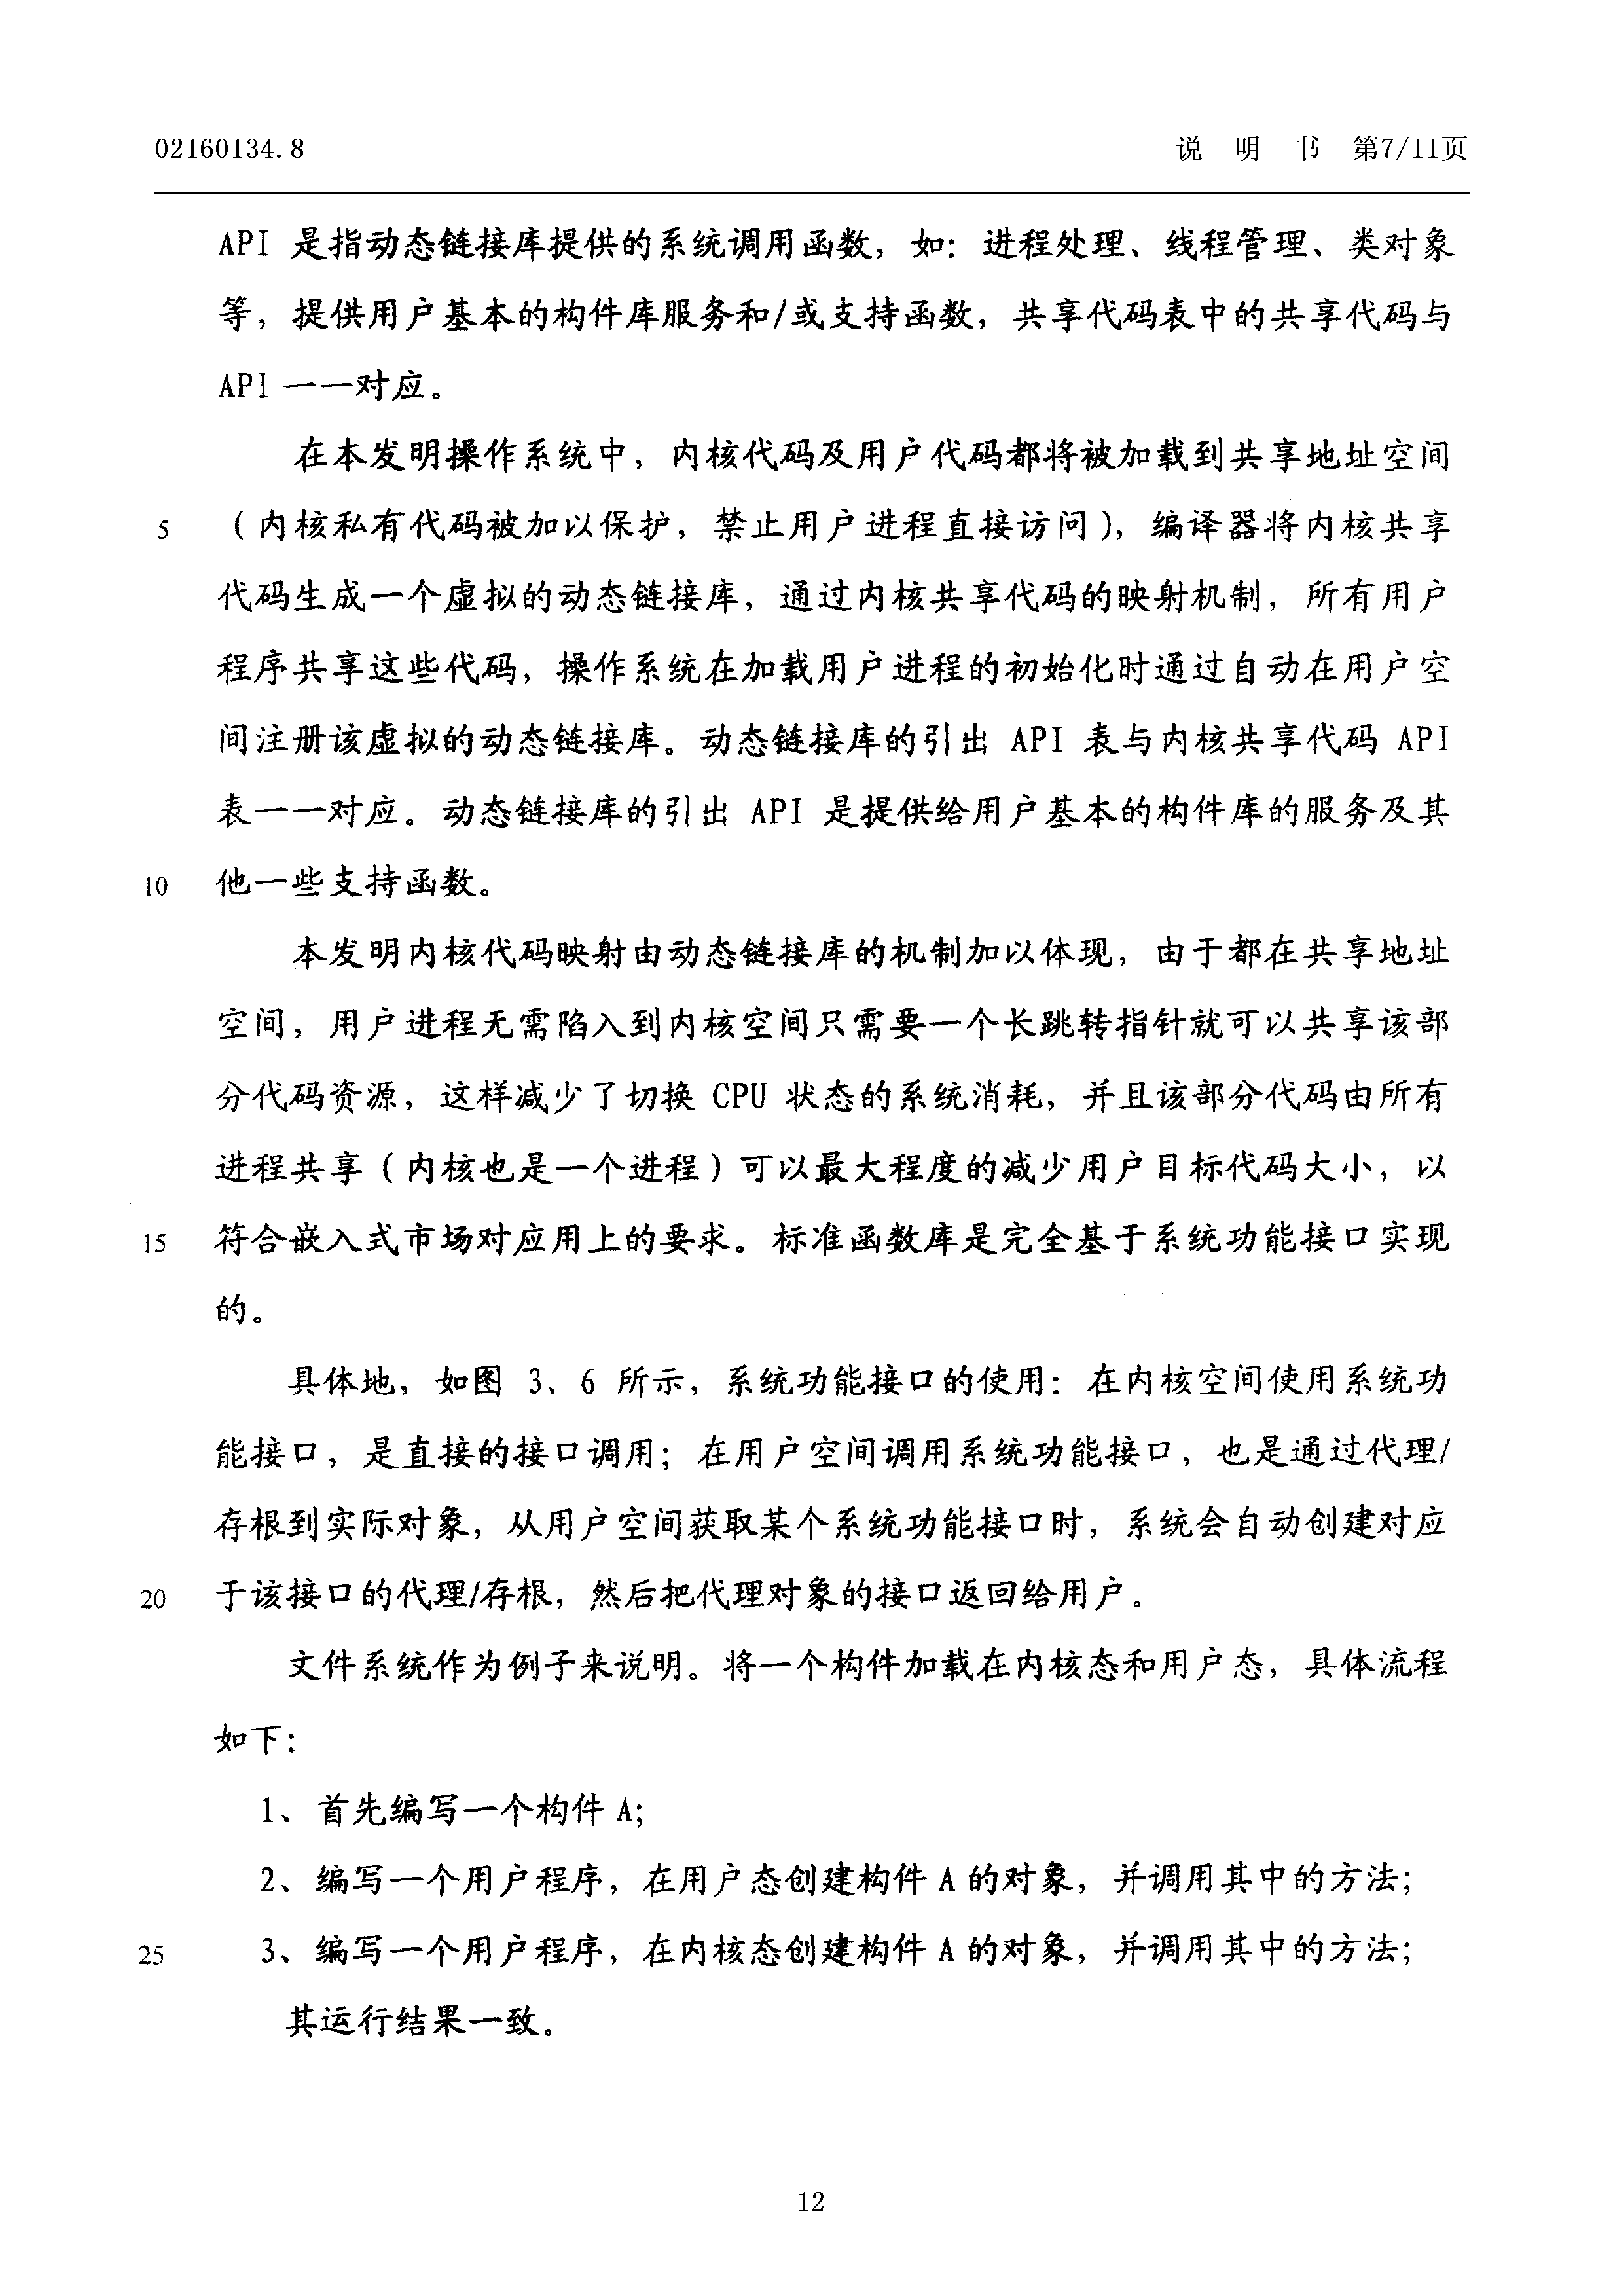 02160134.8 说 明 书 第7/11页
API 是指动态链接库提供的系统调用函数，如：进程处理、线程管理、类对象
等，提供用户基本的构件库服务和/或支持函数，共享代码表中的共享代码与
API 一一对应。
在本发明操作系统中，内核代码及用户代码都将被加载到共享地址空间
5 （内核私有代码被加以保护，禁止用户进程直接访问），编译器将内核共享
代码生成一个虚拟的动态链接库，通过内核共享代码的映射机制，所有用户
程序共享这些代码，操作系统在加载用户进程的初始化时通过自动在用户空
间注册该虚拟的动态链接库。动态链接库的引出 API 表与内核共享代码 API
表一一对应。动态链接库的引出 API 是提供给用户基本的构件库的服务及其
10 他一些支持函数。
本发明内核代码映射由动态链接库的机制加以体现，由于都在共享地址
空间，用户进程无需陷入到内核空间只需要一个长跳转指针就可以共享该部
分代码资源，这样减少了切换 CPU 状态的系统消耗，并且该部分代码由所有
进程共享（内核也是一个进程）可以最大程度的减少用户目标代码大小，以
15 符合嵌入式市场对应用上的要求。标准函数库是完全基于系统功能接口实现
的。
具体地，如图 3、6 所示，系统功能接口的使用：在内核空间使用系统功
能接口，是直接的接口调用；在用户空间调用系统功能接口，也是通过代理/
存根到实际对象，从用户空间获取某个系统功能接口时，系统会自动创建对应
20 于该接口的代理/存根，然后把代理对象的接口返回给用户。
文件系统作为例子来说明。将一个构件加载在内核态和用户态，具体流程
如下：
1、首先编写一个构件 A；
2、编写一个用户程序，在用户态创建构件 A 的对象，并调用其中的方法；
25 3、编写一个用户程序，在内核态创建构件 A 的对象，并调用其中的方法；
其运行结果一致。
12